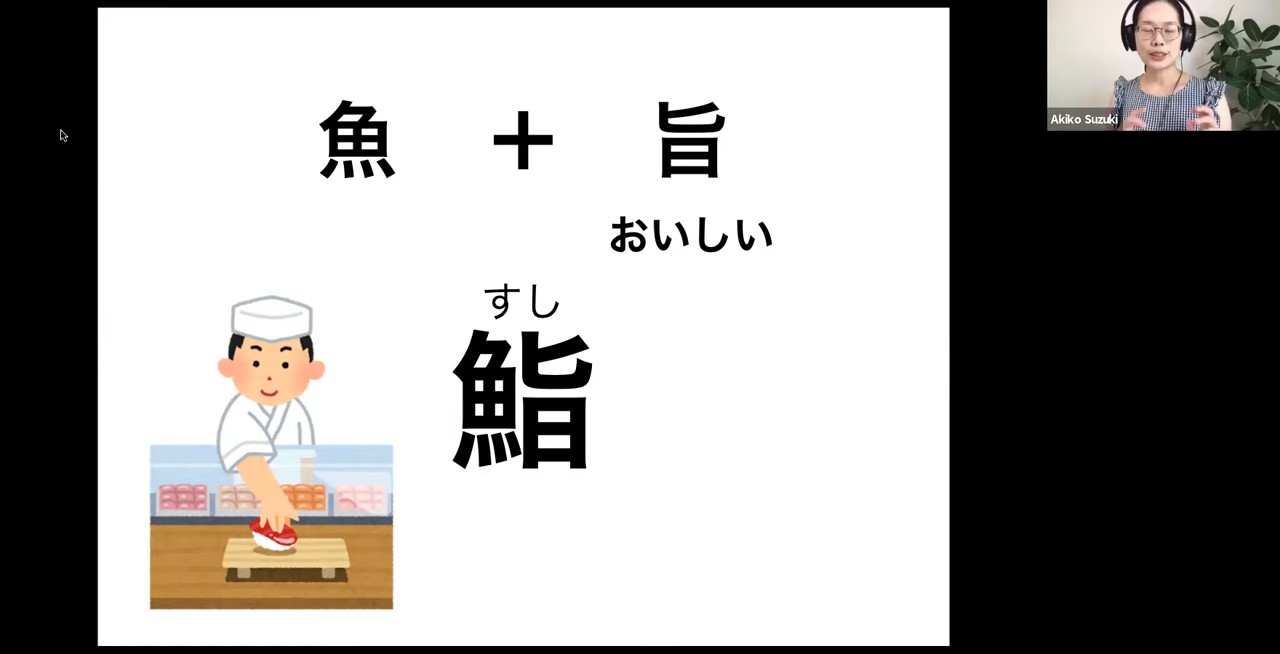 魚 + 旨
おいしい
すし
鮨
Akiko Suzuki